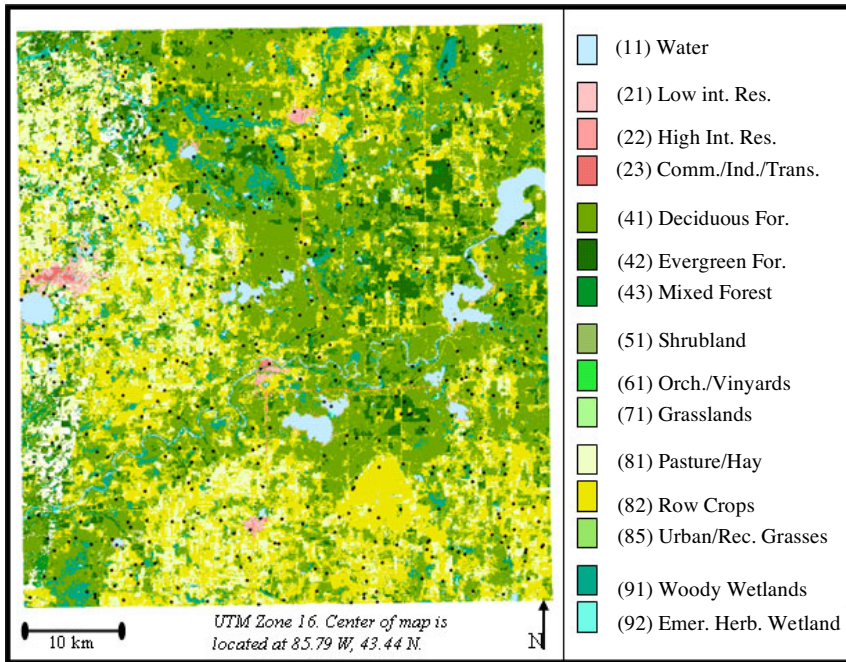 (11) Water
(21) Low int. Res.
(22) High Int. Res.
(23) Comm./Ind./Trans.
(41) Deciduous For.
(42) Evergreen For.
(43) Mixed Forest
(51) Shrubland
(61) Orch./Vinyards
(71) Grasslands
(81) Pasture/Hay
(82) Row Crops
(85) Urban/Rec. Grasses
(91) Woody Wetlands
(92) Emer. Herb. Wetland
10 km
UTM Zone 16. Center of map is
located at 85.79 W, 43.44 N.
N